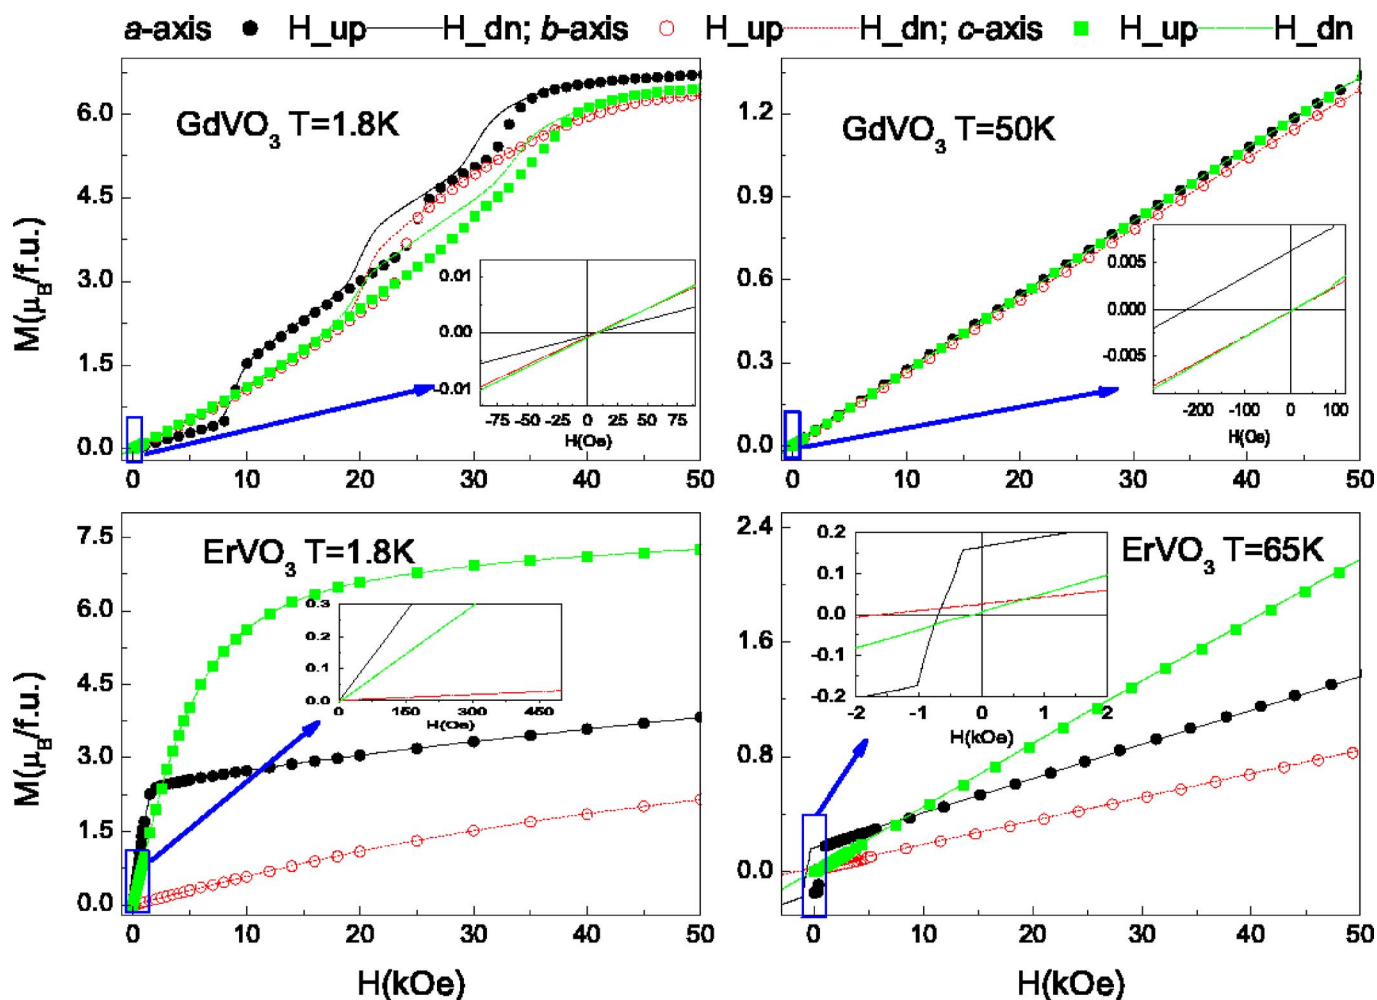 a-axis H_up H_dn; b-axis H_up H_dn; c-axis H_up H_dn
GdVO3 T=1.8K
M(μB/f.u.)
6.0
4.5
3.0
1.5
0.0
0 10 20 30 40 50
0.01
0.00
-0.01
-75 -50 -25 0 25 50 75
H(Oe)
GdVO3 T=50K
1.2
0.9
0.6
0.3
0.0
0 10 20 30 40 50
0.005
0.000
-0.005
-200 -100 0 100
H(Oe)
ErVO3 T=1.8K
M(μB/f.u.)
7.5
6.0
4.5
3.0
1.5
0.0
0 10 20 30 40 50
H(kOe)
0.3
0.2
0.1
0.0
0 150 300 450
H(Oe)
ErVO3 T=65K
2.4
1.6
0.8
0.0
0 10 20 30 40 50
H(kOe)
0.2
0.1
0.0
-0.1
-0.2
-2 -1 0 1 2
H(kOe)